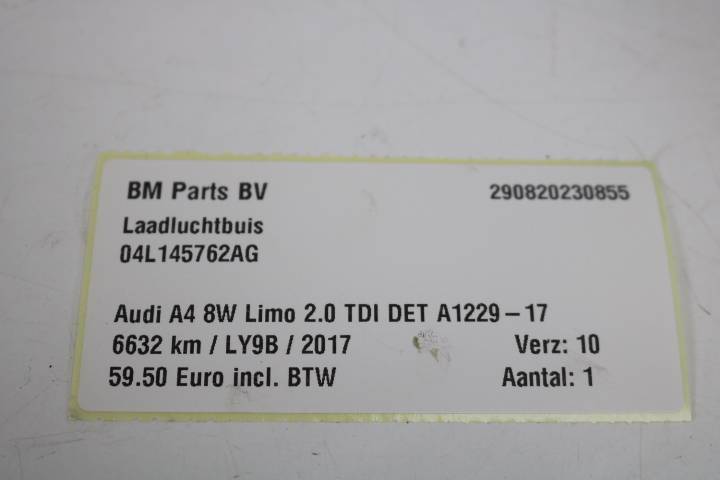 BM Parts BV 290820230855
Laadluchtbuis
04L145762AG
Audi A4 8W Limo 2.0 TDI DET A1229-17
6632 km / LY9B / 2017 Verz: 10
59.50 Euro incl. BTW Aantal: 1